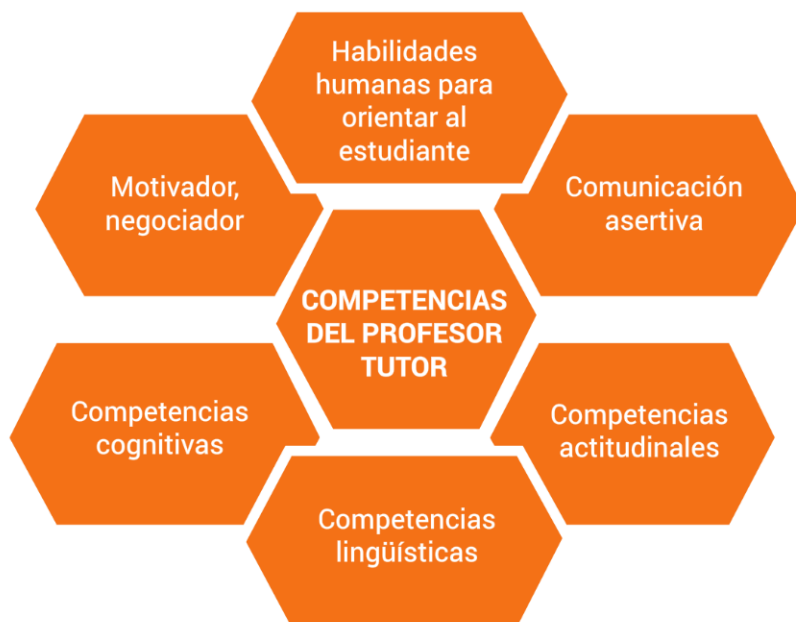 Habilidades
humanas para
orientar al
estudiante
Motivador,
negociador
Comunicación
asertiva
COMPETENCIAS
DEL PROFESOR
TUTOR
Competencias
cognitivas
Competencias
actitudinales
Competencias
lingüísticas